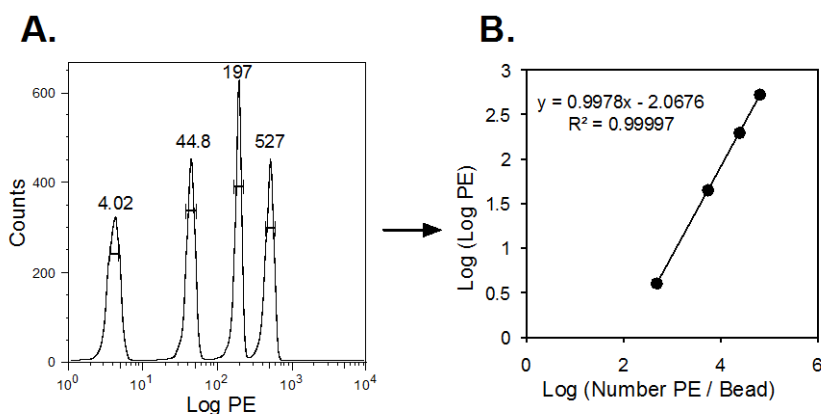 A.
B.
197
600
44.8
527
400
4.02
200
0
Counts
10⁰ 10¹ 10² 10³ 10⁴
Log PE
3
y = 0.9978x - 2.0676
R² = 0.99997
2.5
2
1.5
1
0.5
0
Log (Log PE)
0 2 4 6
Log (Number PE / Bead)